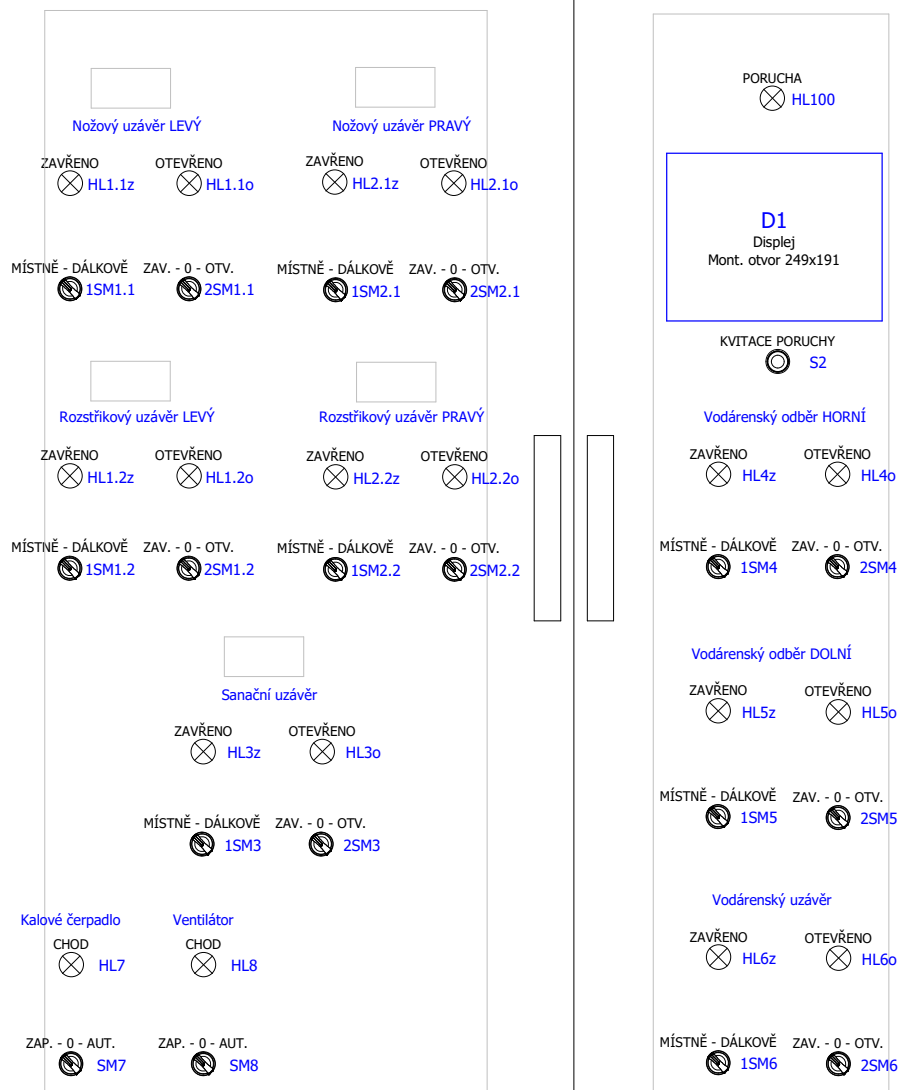 Nožový uzávěr LEVÝ
Nožový uzávěr PRAVÝ
ZAVŘENO OTEVŘENO
HL1.1z HL1.1o
ZAVŘENO OTEVŘENO
HL2.1z HL2.1o
MÍSTNĚ - DÁLKOVĚ ZAV. - 0 - OTV.
1SM1.1 2SM1.1
MÍSTNĚ - DÁLKOVĚ ZAV. - 0 - OTV.
1SM2.1 2SM2.1
Rozstřikový uzávěr LEVÝ
Rozstřikový uzávěr PRAVÝ
ZAVŘENO OTEVŘENO
HL1.2z HL1.2o
ZAVŘENO OTEVŘENO
HL2.2z HL2.2o
MÍSTNĚ - DÁLKOVĚ ZAV. - 0 - OTV.
1SM1.2 2SM1.2
MÍSTNĚ - DÁLKOVĚ ZAV. - 0 - OTV.
1SM2.2 2SM2.2
Sanační uzávěr
ZAVŘENO OTEVŘENO
HL3z HL3o
MÍSTNĚ - DÁLKOVĚ ZAV. - 0 - OTV.
1SM3 2SM3
Kalové čerpadlo
Ventilátor
CHOD
HL7
CHOD
HL8
ZAP. - 0 - AUT.
SM7
ZAP. - 0 - AUT.
SM8
PORUCHA
HL100
D1
Displej
Mont. otvor 249x191
KVITACE PORUCHY
S2
Vodárenský odběr HORNÍ
ZAVŘENO OTEVŘENO
HL4z HL4o
MÍSTNĚ - DÁLKOVĚ ZAV. - 0 - OTV.
1SM4 2SM4
Vodárenský odběr DOLNÍ
ZAVŘENO OTEVŘENO
HL5z HL5o
MÍSTNĚ - DÁLKOVĚ ZAV. - 0 - OTV.
1SM5 2SM5
Vodárenský uzávěr
ZAVŘENO OTEVŘENO
HL6z HL6o
MÍSTNĚ - DÁLKOVĚ ZAV. - 0 - OTV.
1SM6 2SM6